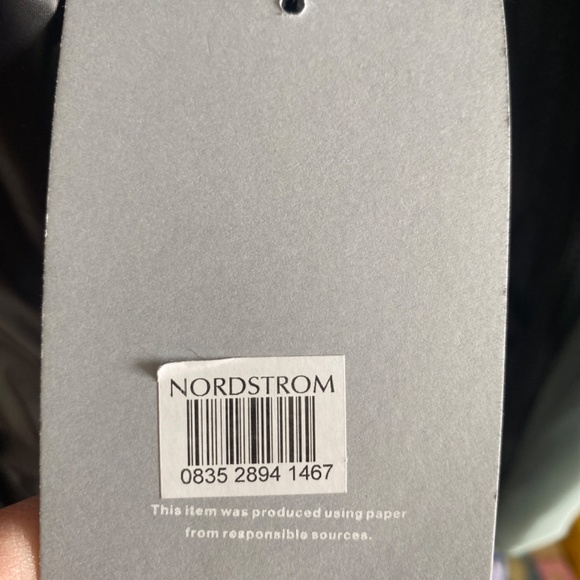 NORDSTROM
0835 2894 1467
This item was produced using paper
from responsible sources.